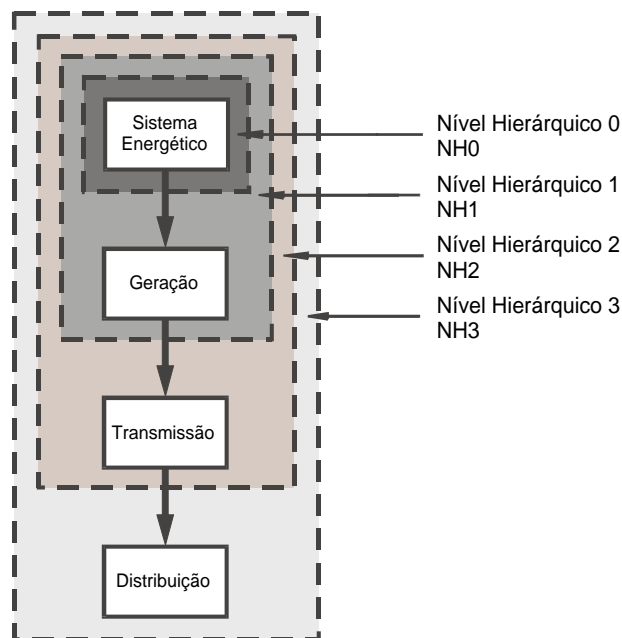 Sistema
Energético
Nível Hierárquico 0
NH0
Nível Hierárquico 1
NH1
Geração
Nível Hierárquico 2
NH2
Nível Hierárquico 3
NH3
Transmissão
Distribuição